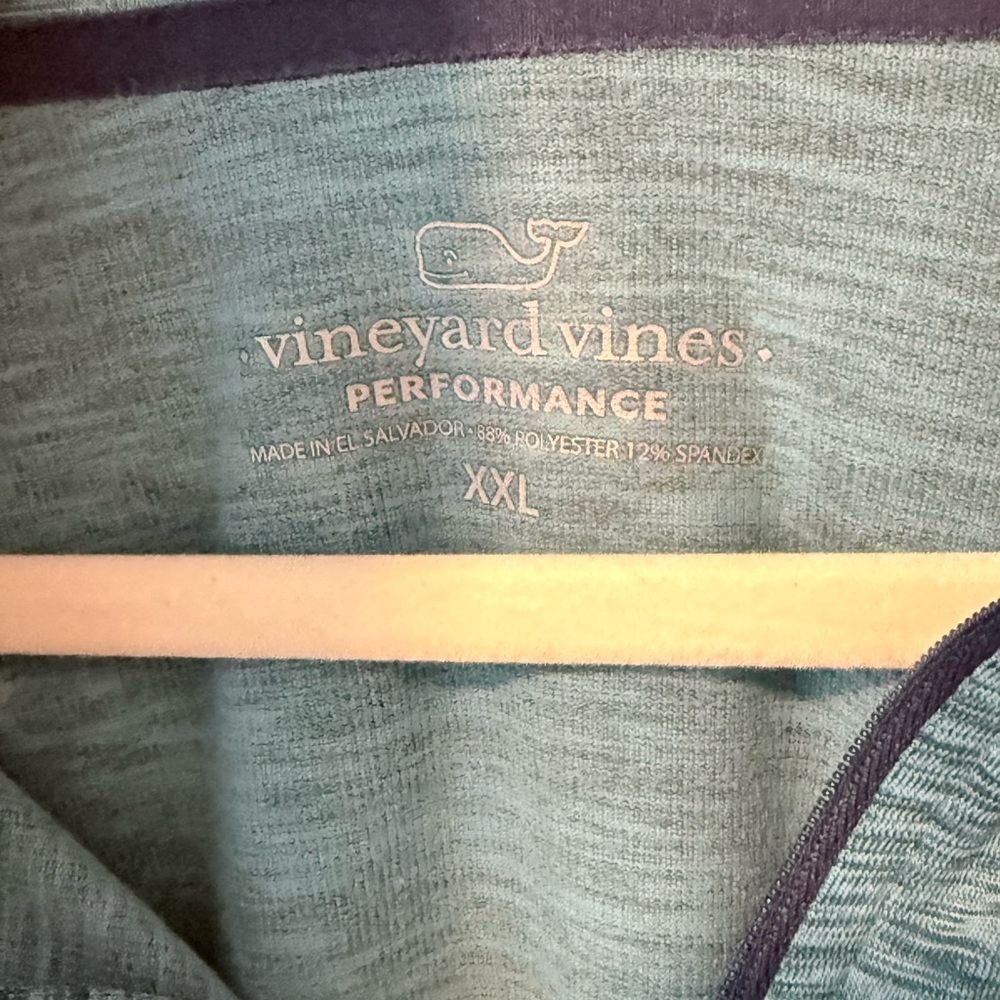 vineyard vines
PERFORMANCE
MADE IN EL SALVADOR • 88% POLYESTER 12% SPANDEX
XXL